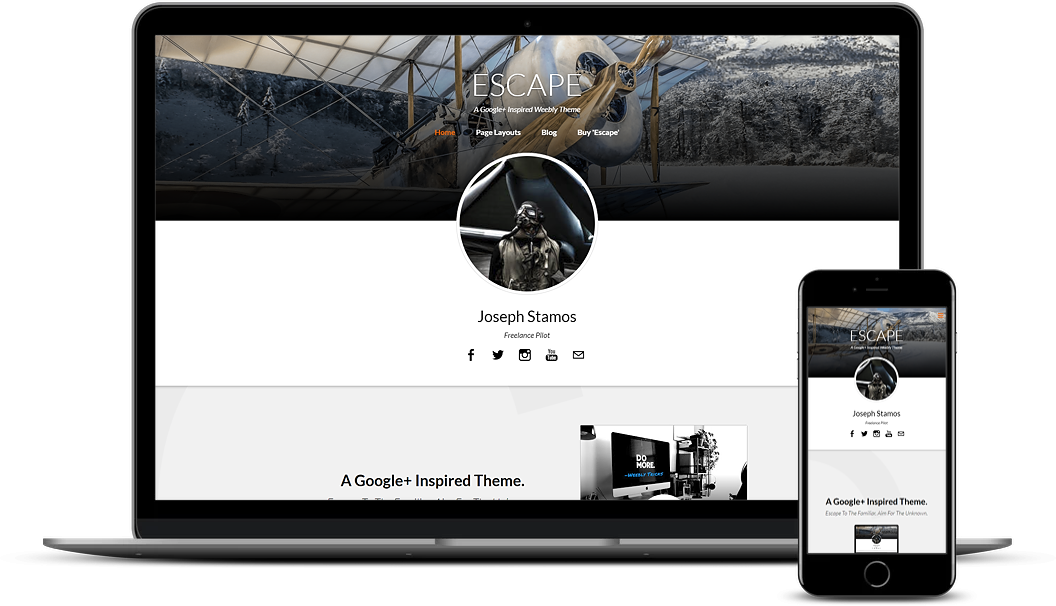 ESCAPE
A Google+ Inspired Weebly Theme
Home Page Layouts Blog Buy 'Escape'
Joseph Stamos
Freelance Pilot
You
Tube
DO
MORE.
-WEEBLY TRICKS
A Google+ Inspired Theme.
ESCAPE
A Google+ Inspired Weebly Theme
Joseph Stamos
Freelance Pilot
A Google+ Inspired Theme.
Escape To The Familiar, Aim For The Unknown.